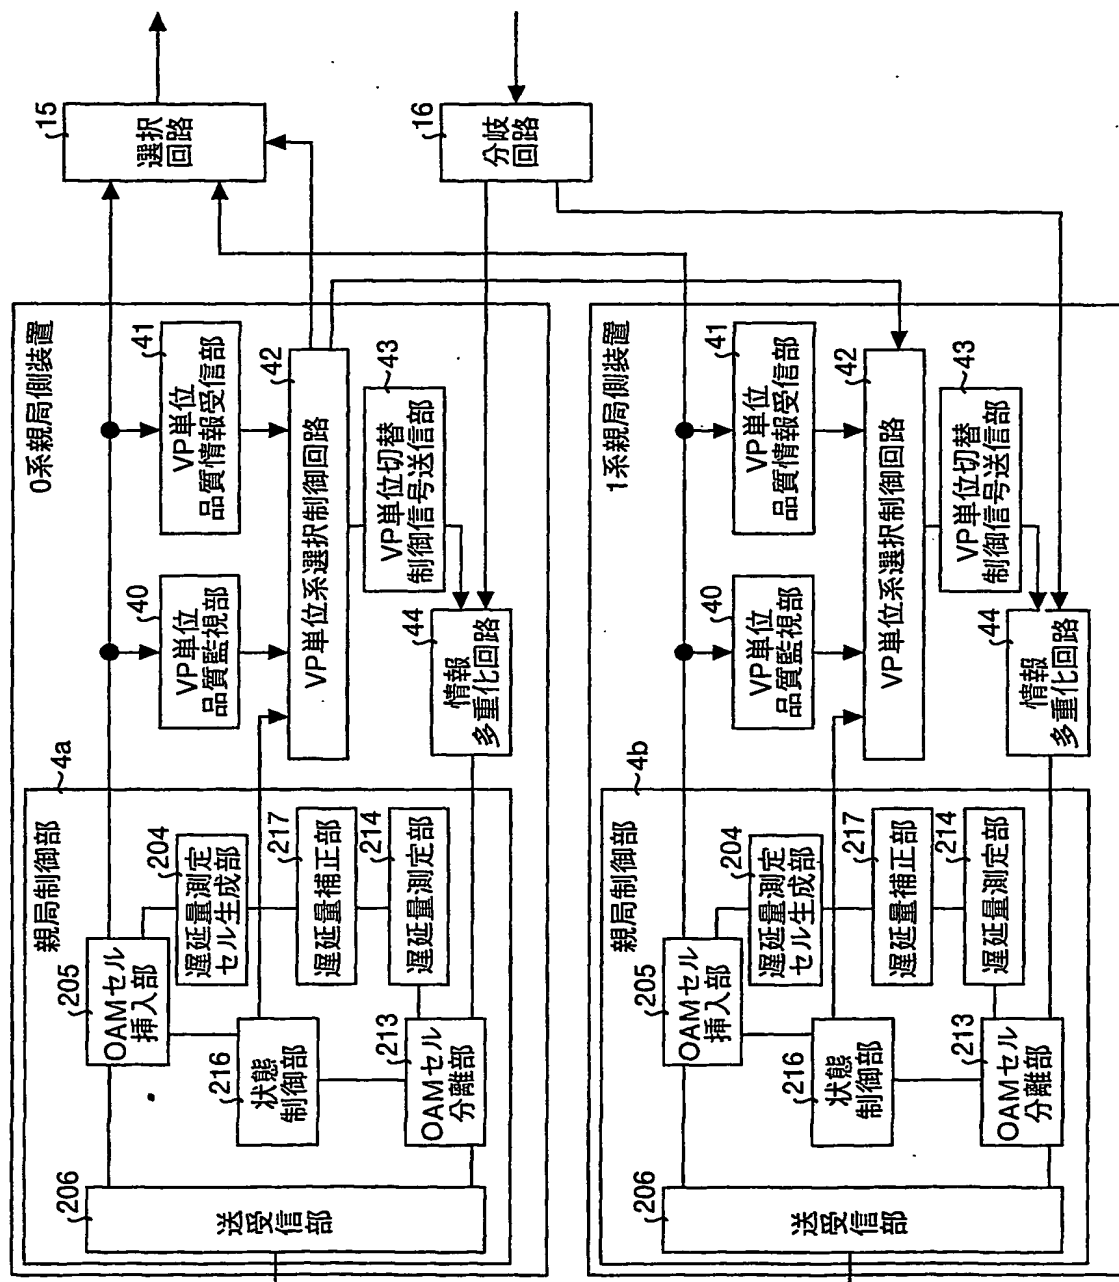 15
選択
回路
16
分岐
回路
0系親局側装置
41
VP単位
品質情報受信部
40
VP単位
品質監視部
42
VP単位系選択制御回路
43
VP単位切替
制御信号送信部
44
情報
多重化回路
4a
親局制御部
204
遅延量測定
セル生成部
217
遅延量補正部
214
遅延量測定部
205
OAMセル
挿入部
216
状態
制御部
213
OAMセル
分離部
206
送受信部
1系親局側装置
41
VP単位
品質情報受信部
40
VP単位
品質監視部
42
VP単位系選択制御回路
43
VP単位切替
制御信号送信部
44
情報
多重化回路
4b
親局制御部
204
遅延量測定
セル生成部
217
遅延量補正部
214
遅延量測定部
205
OAMセル
挿入部
216
状態
制御部
213
OAMセル
分離部
206
送受信部